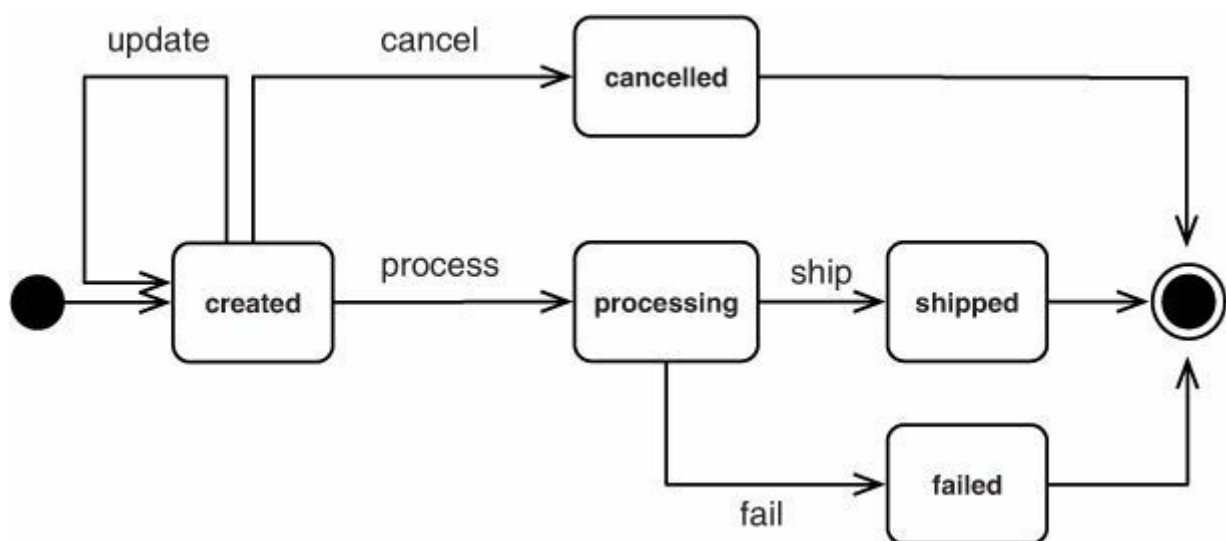 update
cancel
cancelled
created
process
processing
ship
shipped
fail
failed